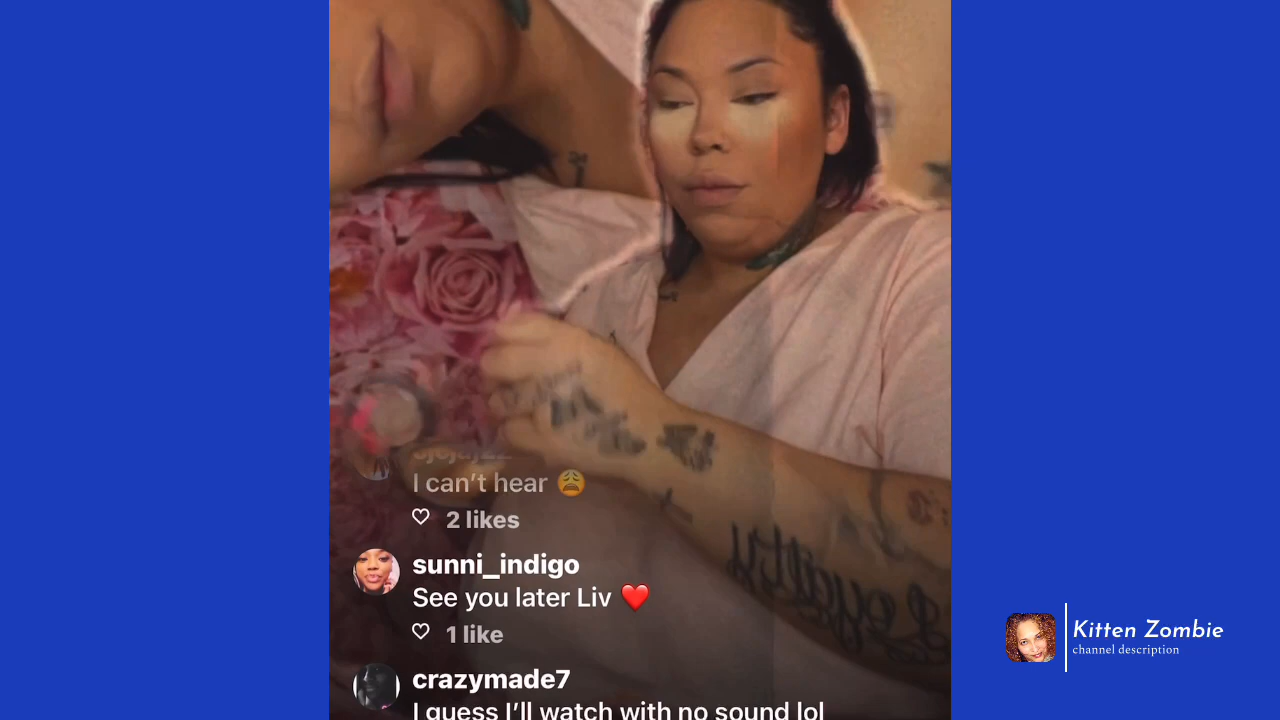 I can't hear 😩
2 likes
sunni_indigo
See you later Liv ❤️
1 like
crazymade7
I guess I'll watch with no sound lol
Kitten Zombie
channel description